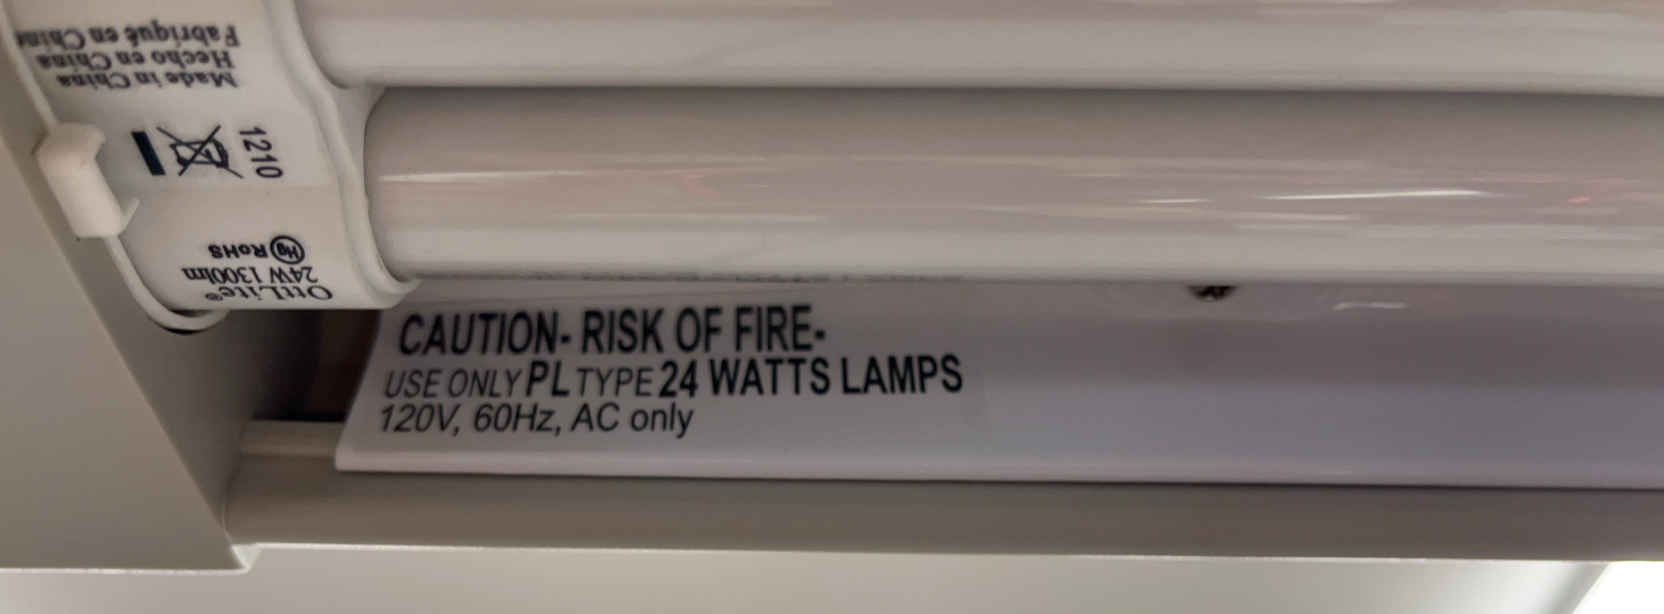 OttLite®
24W 1300lm
Hg RoHS
1210
Made in China
Hecho en China
Fabriqué en Chine
CAUTION- RISK OF FIRE-
USE ONLY PL TYPE 24 WATTS LAMPS
120V, 60Hz, AC only